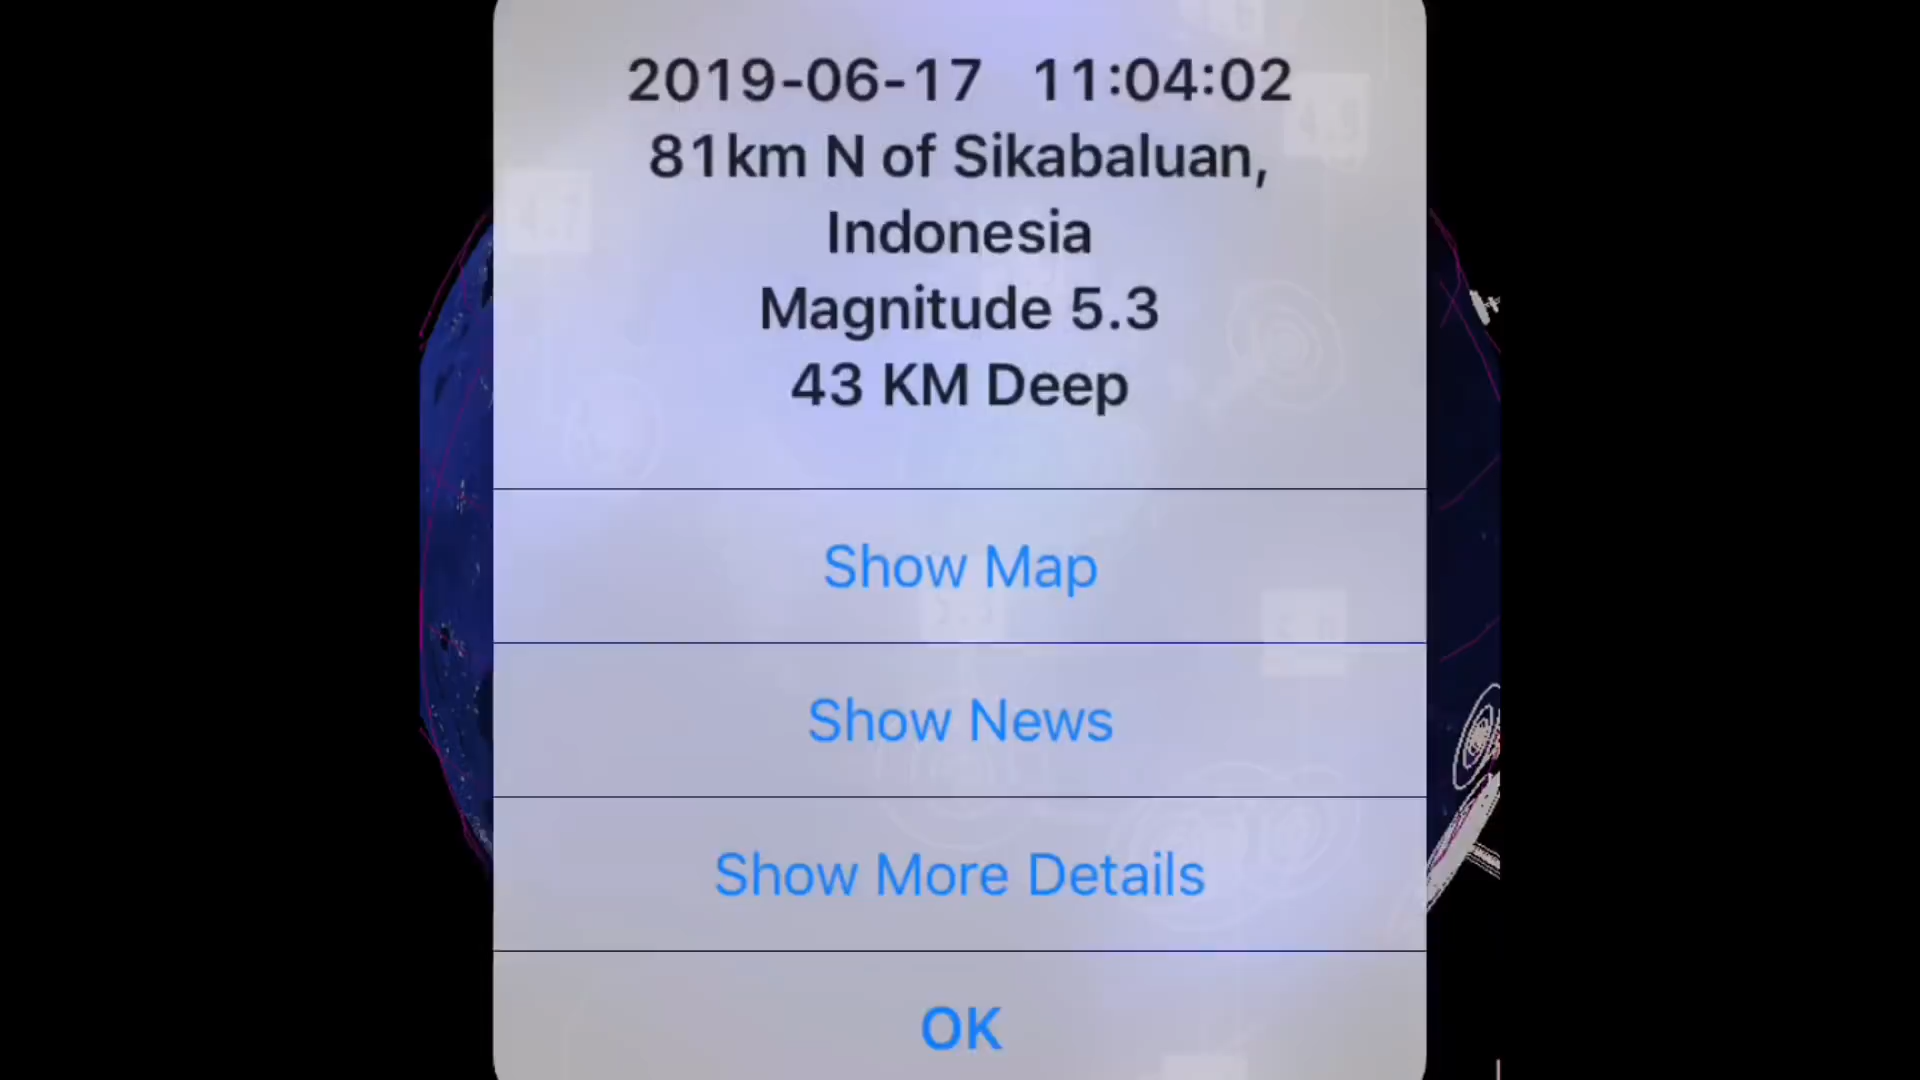 2019-06-17 11:04:02
81km N of Sikabaluan,
Indonesia
Magnitude 5.3
43 KM Deep
Show Map
Show News
Show More Details
OK